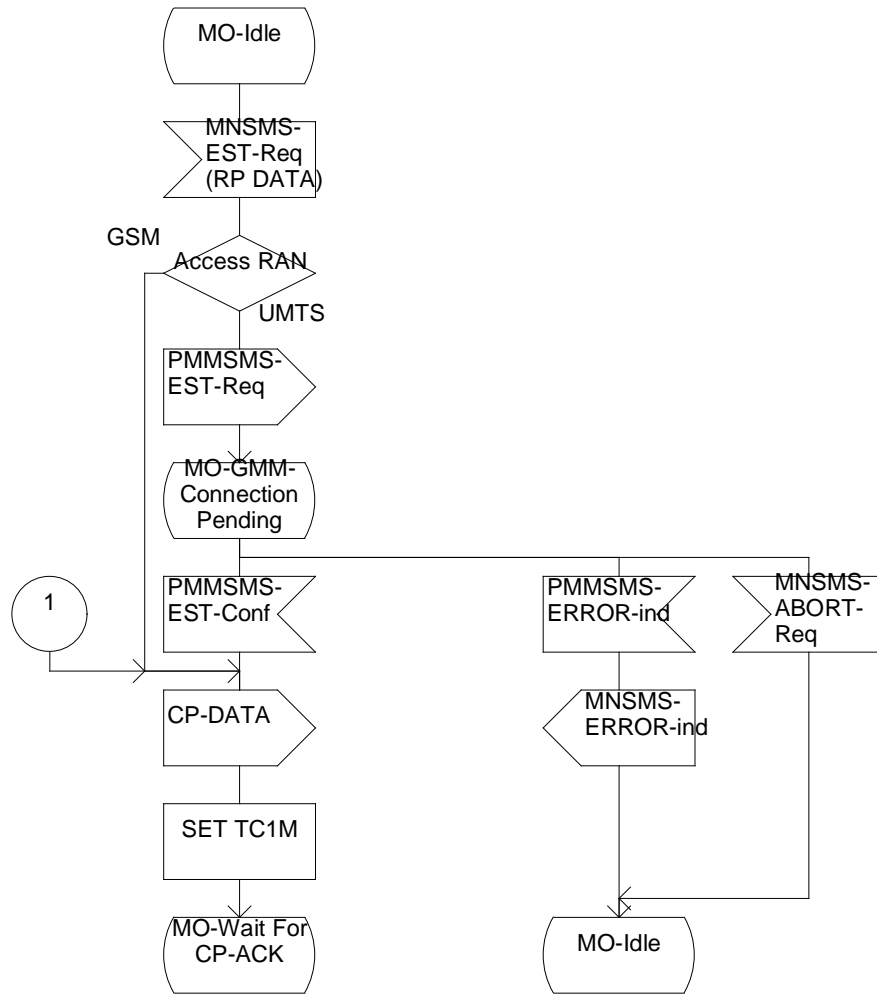 MO-Idle
MNSMS-
EST-Req
(RP DATA)
GSM
Access RAN
UMTS
PMMSMS-
EST-Req
MO-GMM-
Connection
Pending
PMMSMS-
EST-Conf
PMMSMS-
ERROR-ind
MNSMS-
ABORT-
Req
1
CP-DATA
MNSMS-
ERROR-ind
SET TC1M
MO-Wait For
CP-ACK
MO-Idle